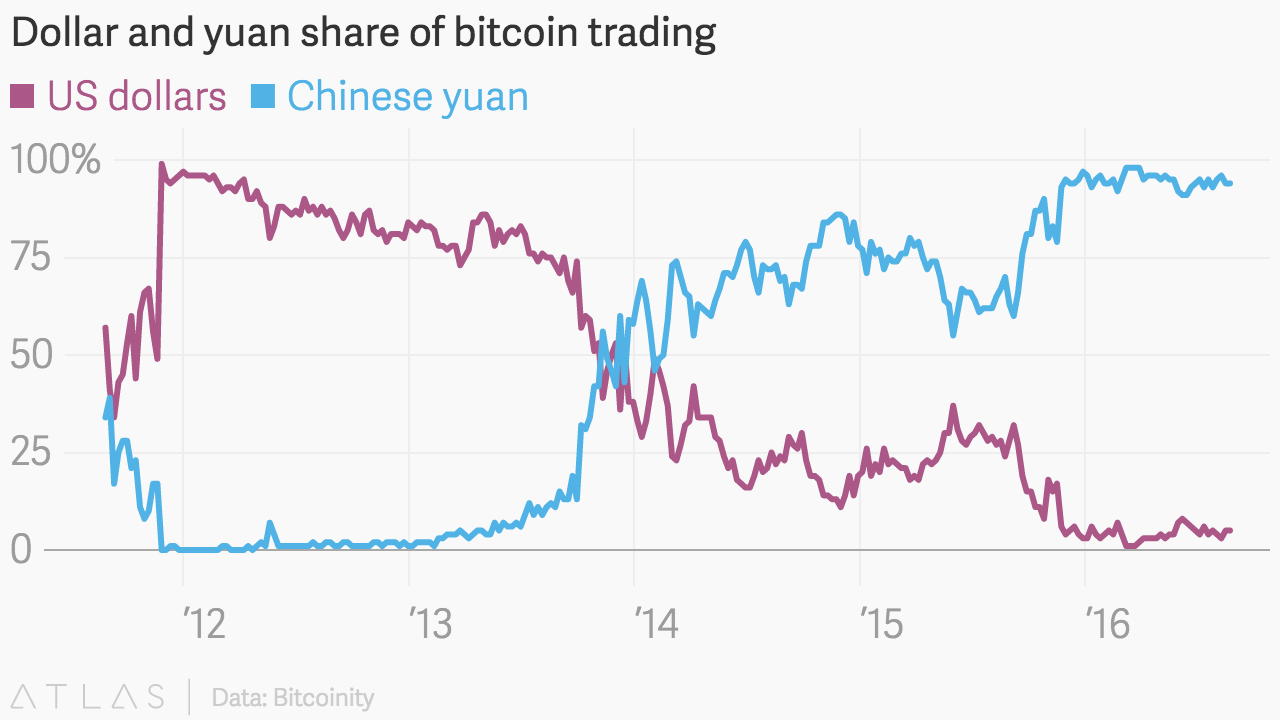 Dollar and yuan share of bitcoin trading
US dollars Chinese yuan
100%
75
50
25
0
’12 ’13 ’14 ’15 ’16
ATLAS Data: Bitcoinity